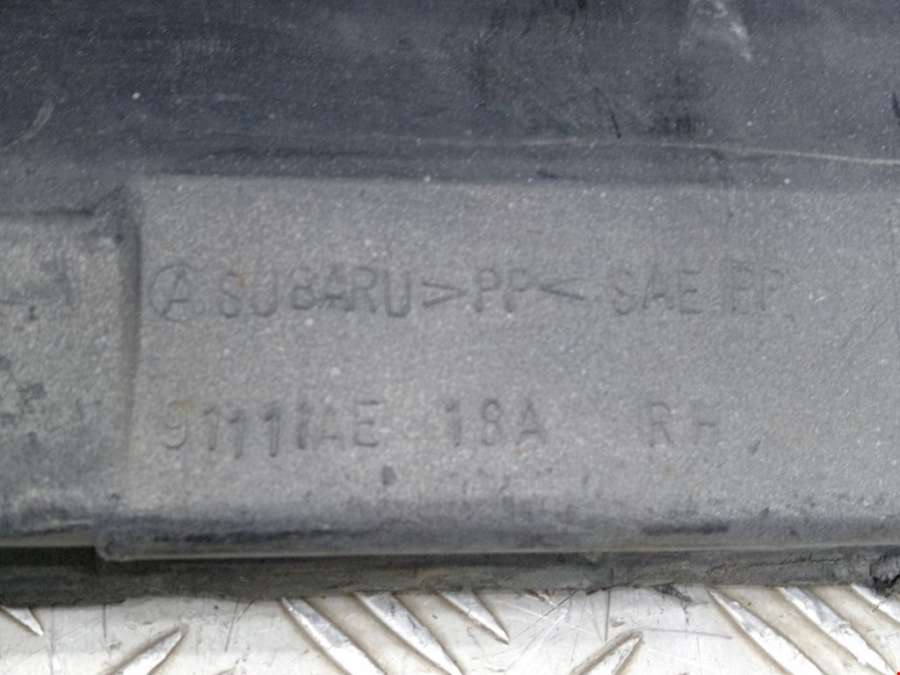 Ⓐ SUBARU >PP< SAE PP
91111AE 18A RH